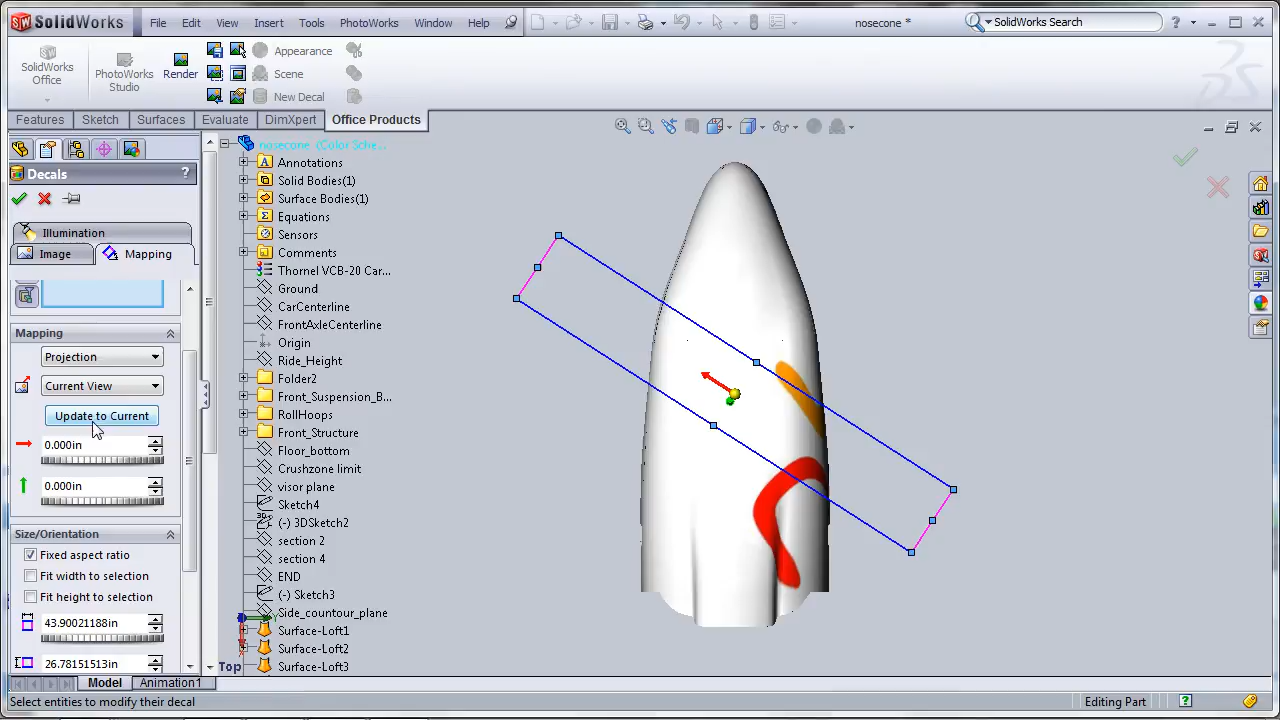 SolidWorks File Edit View Insert Tools PhotoWorks Window Help nosecone * SolidWorks Search ?
SolidWorks Office
PhotoWorks Studio
Render
Appearance
Scene
New Decal
Features Sketch Surfaces Evaluate DimXpert Office Products
Decals ?
Illumination
Image Mapping
Mapping
Projection
Current View
Update to Current
0.000in
0.000in
Size/Orientation
Fixed aspect ratio
Fit width to selection
Fit height to selection
43.90021188in
26.78151513in
nosecone (Color Sche...
Annotations
Solid Bodies(1)
Surface Bodies(1)
Equations
Sensors
Comments
Thornel VCB-20 Car...
Ground
CarCenterline
FrontAxleCenterline
Origin
Ride_Height
Folder2
Front_Suspension_B...
RollHoops
Front_Structure
Floor_bottom
Crushzone limit
visor plane
Sketch4
(-) 3DSketch2
section 2
section 4
END
(-) Sketch3
Side_countour_plane
Surface-Loft1
Surface-Loft2
Surface-Loft3
Top
Model Animation1
Select entities to modify their decal Editing Part ?